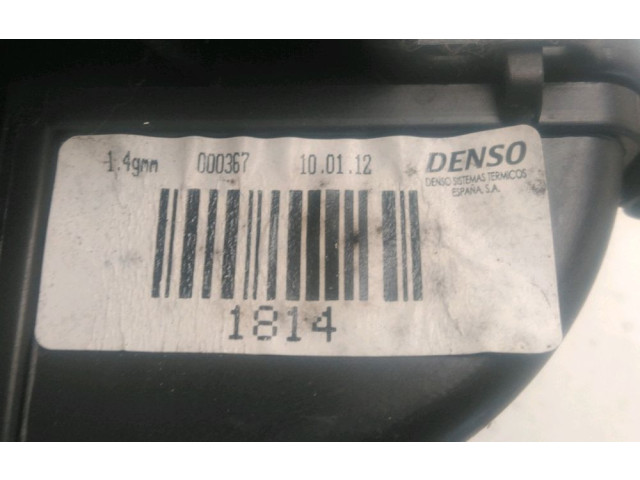 1.4gmm 000367 10.01.12 DENSO
DENSO SISTEMAS TERMICOS
ESPAÑA, S.A.
1814